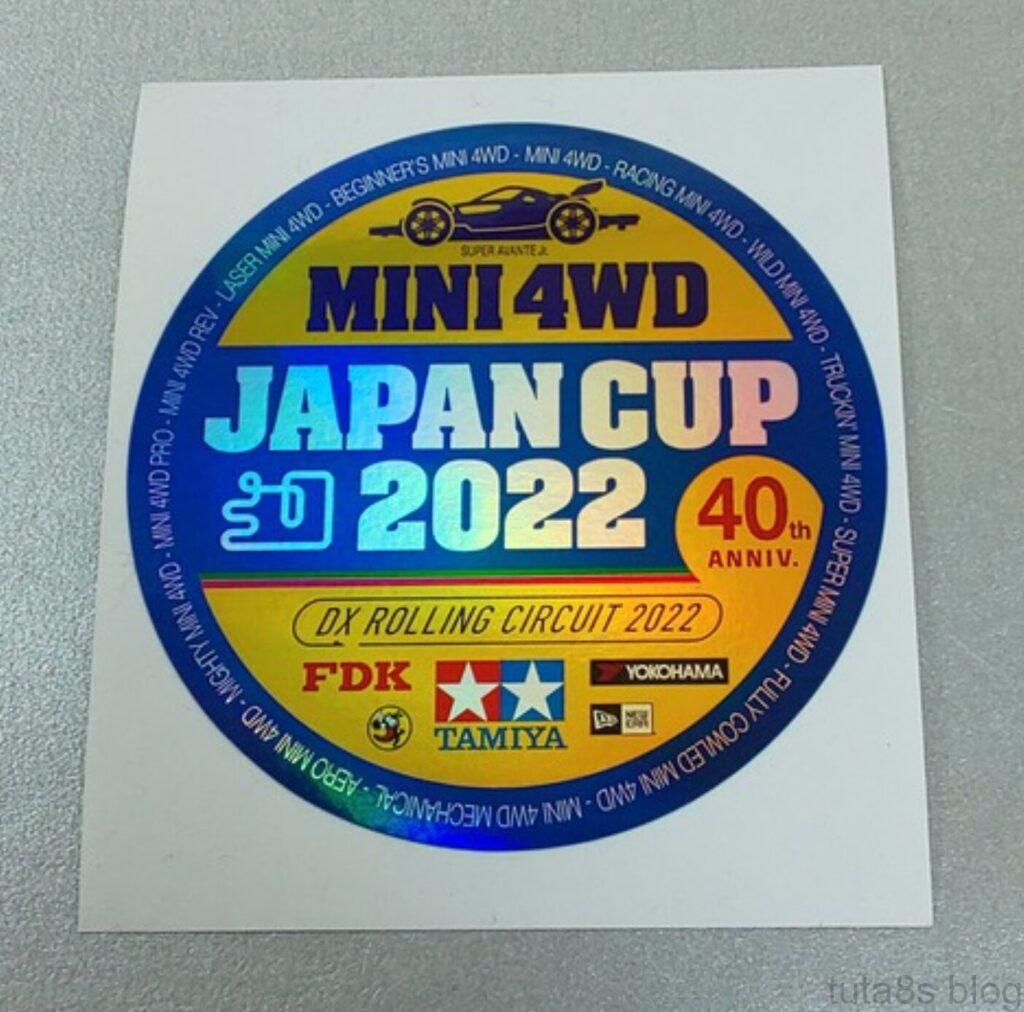 BEGINNER'S MINI 4WD - MINI 4WD - RACING MINI 4WD - WILD MINI 4WD - TRUCKIN' MINI 4WD - SUPER MINI 4WD - FULLY COWLED MINI 4WD - MINI 4WD MECHANICAL - AERO MINI 4WD - MIGHTY MINI 4WD - MINI 4WD PRO - MINI 4WD REV - LASER MINI 4WD -
SUPER AVANTE Jr.
MINI 4WD
JAPAN CUP
2022
40th
ANNIV.
DX ROLLING CIRCUIT 2022
FDK
TAMIYA
YOKOHAMA
NEW ERA
tuta8s blog